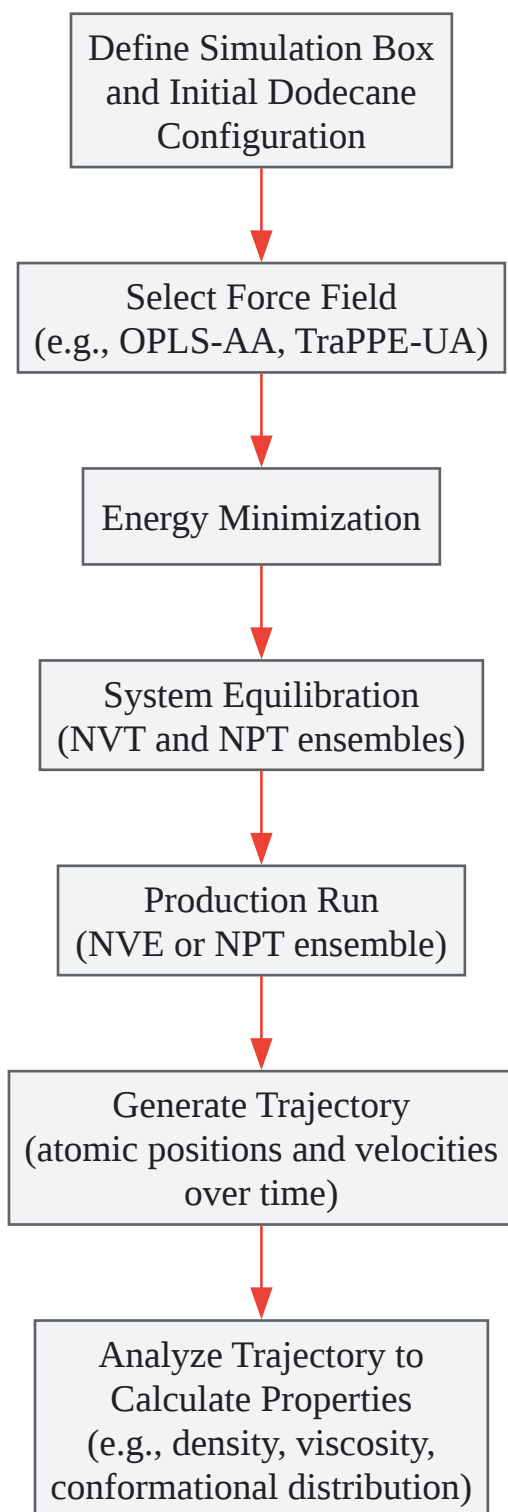 Define Simulation Box
and Initial Dodecane
Configuration
Select Force Field
(e.g., OPLS-AA, TraPPE-UA)
Energy Minimization
System Equilibration
(NVT and NPT ensembles)
Production Run
(NVE or NPT ensemble)
Generate Trajectory
(atomic positions and velocities
over time)
Analyze Trajectory to
Calculate Properties
(e.g., density, viscosity,
conformational distribution)